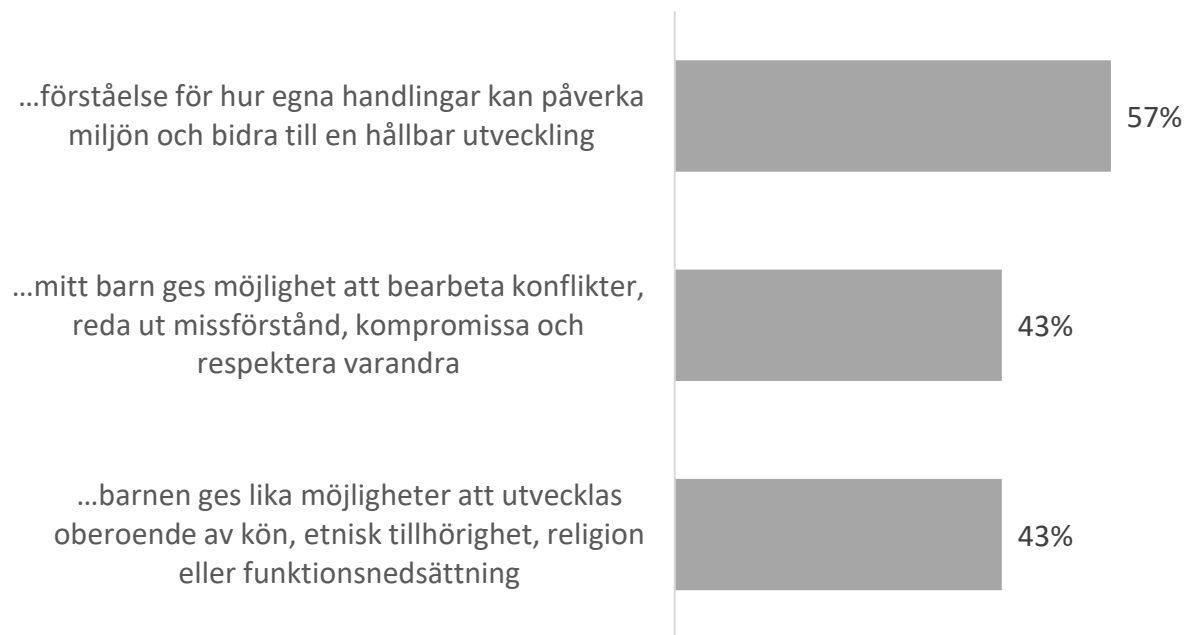 …förståelse för hur egna handlingar kan påverka
miljön och bidra till en hållbar utveckling
57%
…mitt barn ges möjlighet att bearbeta konflikter,
reda ut missförstånd, kompromissa och
respektera varandra
43%
…barnen ges lika möjligheter att utvecklas
oberoende av kön, etnisk tillhörighet, religion
eller funktionsnedsättning
43%